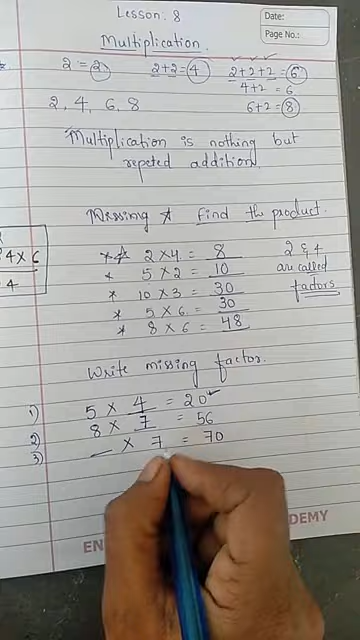 Lesson: 8
Date:
Page No.:
Multiplication.
2 = 2 2+2 = 4 2+2+2 = 6
4+2 = 6
2, 4, 6, 8 6+2 = 8
Multiplication is nothing but
repeted addition.
Missing * find the product.
* 2 × 4 = 8 2 & 4
* 5 × 2 = 10 are called
* 10 × 3 = 30 factors
* 5 × 6 = 30
* 8 × 6 = 48
4 × 6
4
Write missing factor.
1) 5 × 4 = 20
2) 8 × 7 = 56
3) __ × 7 = 70
EN DEMY